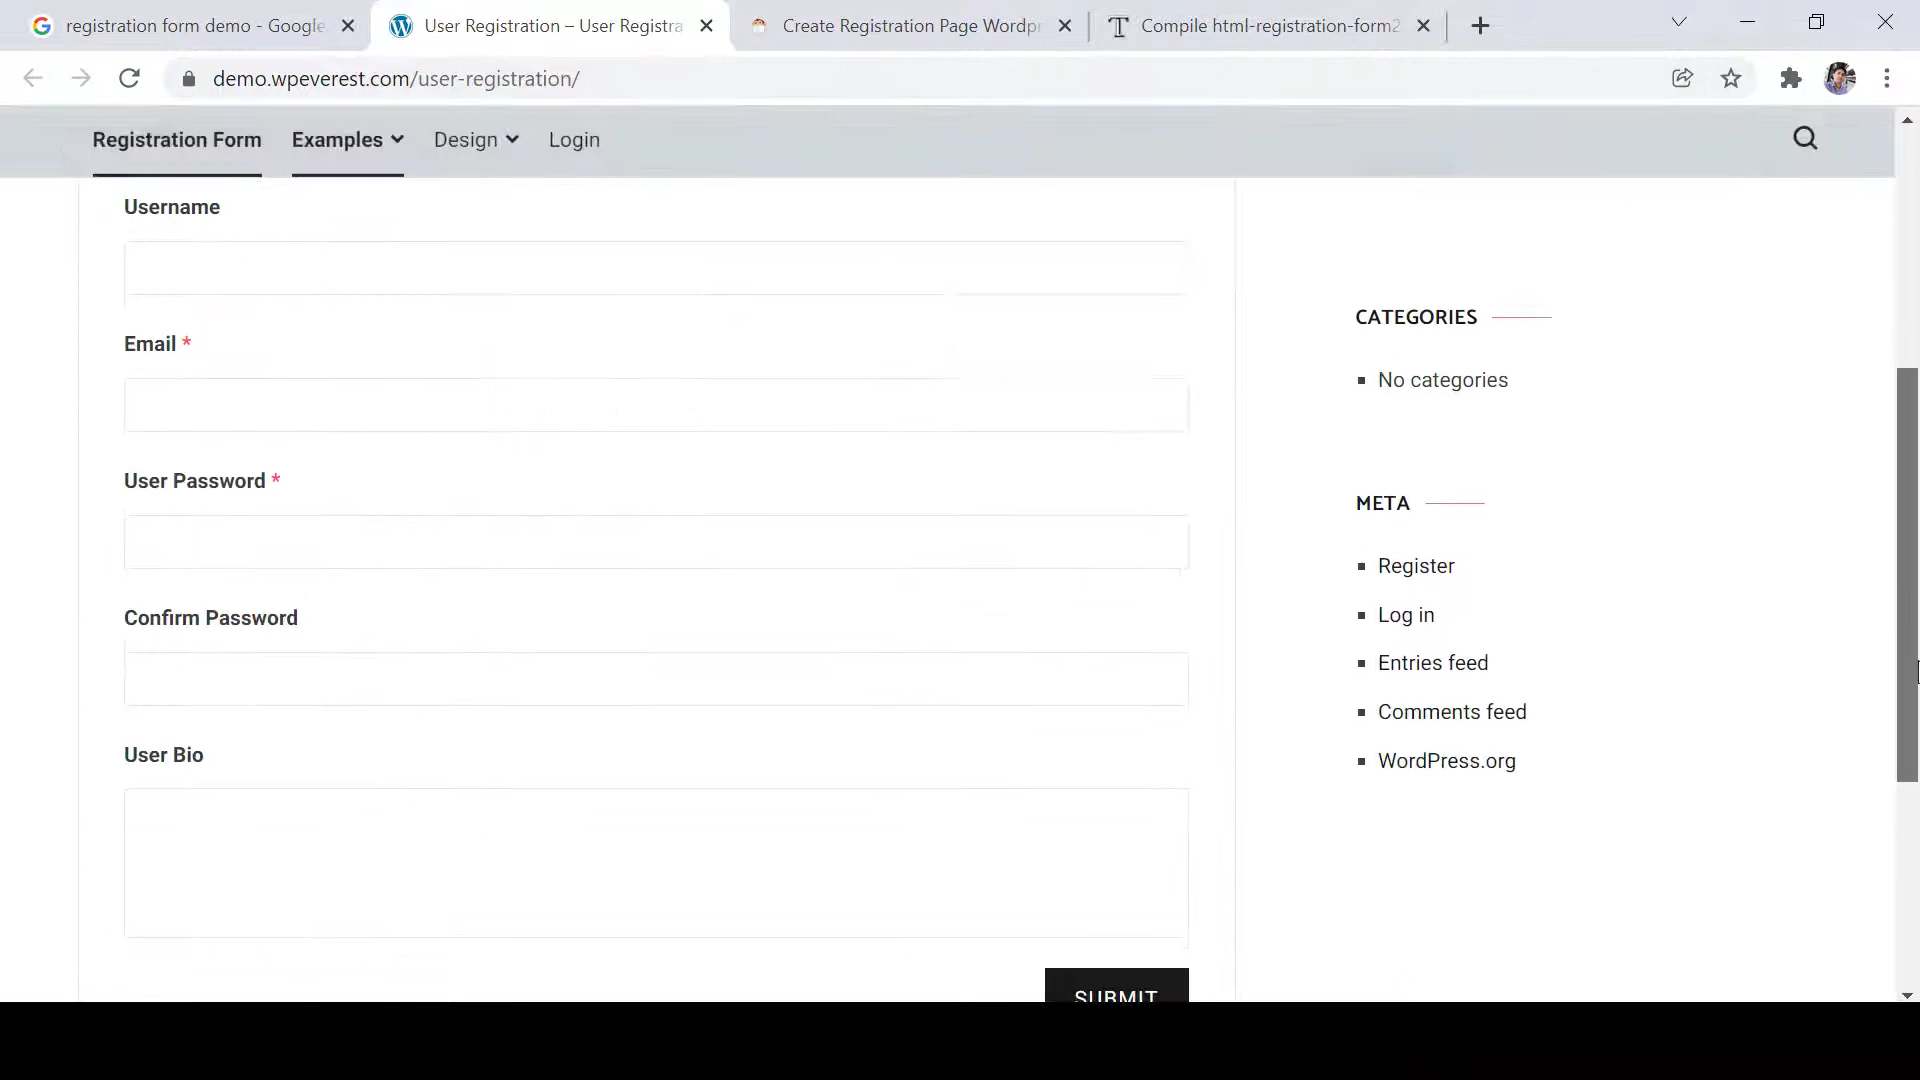 registration form demo - Google
User Registration – User Registra
Create Registration Page Wordpr
Compile html-registration-form2
demo.wpeverest.com/user-registration/
Registration Form
Examples
Design
Login
Username
Email *
User Password *
Confirm Password
User Bio
SUBMIT
CATEGORIES
No categories
META
Register
Log in
Entries feed
Comments feed
WordPress.org